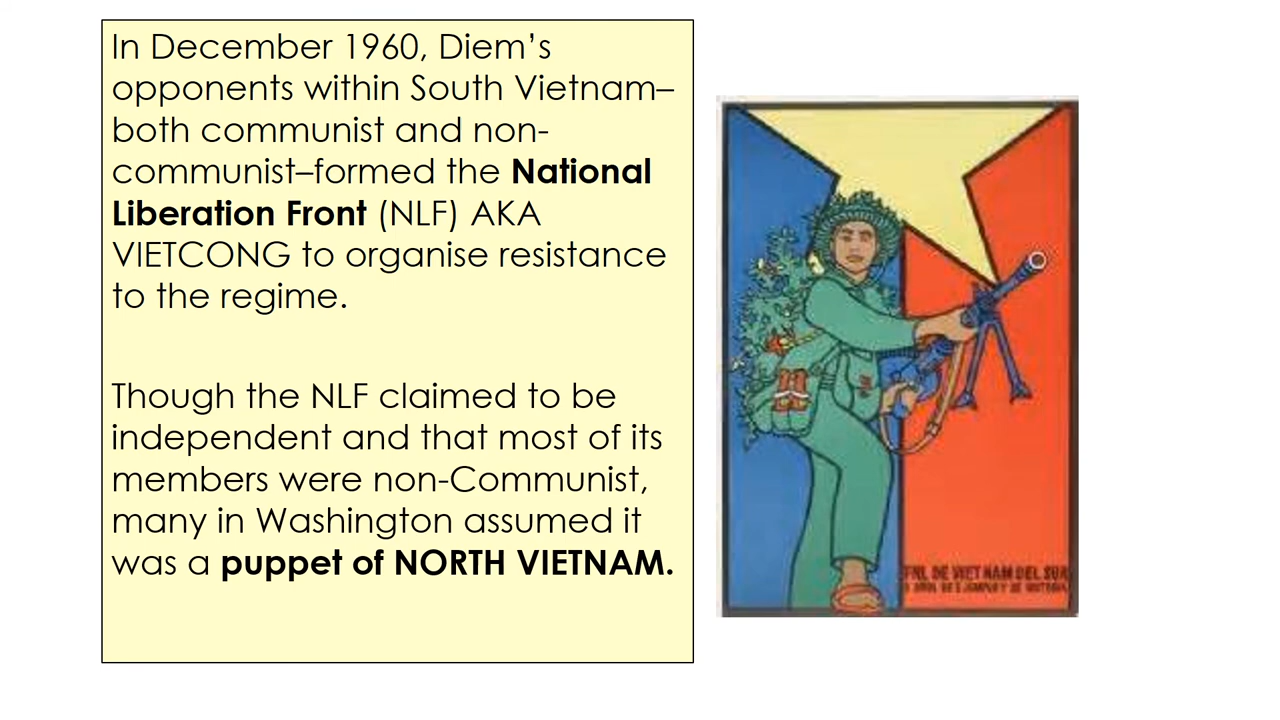 In December 1960, Diem’s
opponents within South Vietnam–
both communist and non-
communist–formed the National
Liberation Front (NLF) AKA
VIETCONG to organise resistance
to the regime.
Though the NLF claimed to be
independent and that most of its
members were non-Communist,
many in Washington assumed it
was a puppet of NORTH VIETNAM.
FNL DE VIET NAM DEL SUR